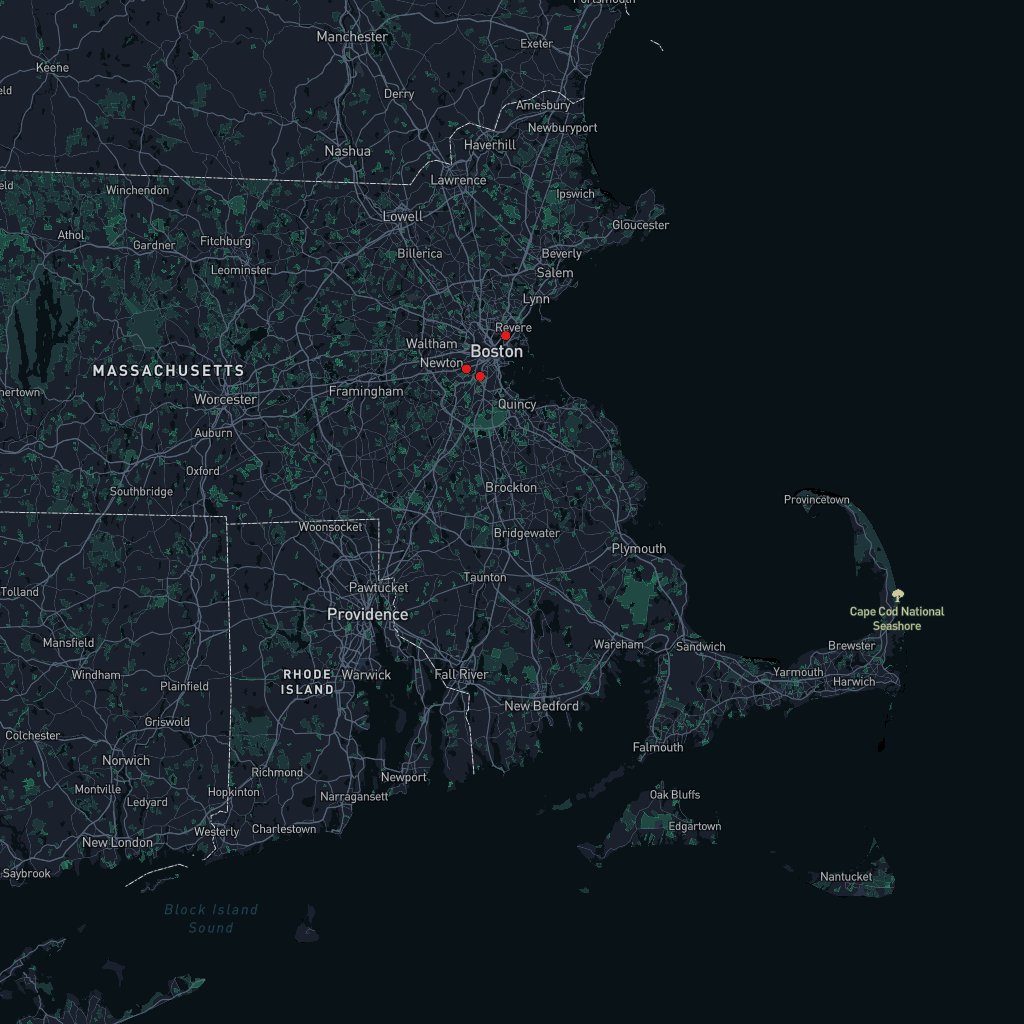 Portsmouth
Manchester
Exeter
Keene
Derry
Amesbury
Newburyport
Haverhill
Nashua
Lawrence
Winchendon
Ipswich
Lowell
Gloucester
Athol
Gardner
Fitchburg
Billerica
Beverly
Leominster
Salem
Lynn
Revere
Waltham
Boston
Newton
MASSACHUSETTS
Framingham
Worcester
Quincy
Auburn
Oxford
Southbridge
Brockton
Provincetown
Woonsocket
Bridgewater
Plymouth
Taunton
Pawtucket
Tolland
Providence
Cape Cod National
Seashore
Mansfield
Wareham
Sandwich
Brewster
Windham
RHODE
ISLAND
Warwick
Fall River
Yarmouth
Harwich
Plainfield
New Bedford
Griswold
Colchester
Falmouth
Norwich
Richmond
Newport
Montville
Ledyard
Hopkinton
Narragansett
Oak Bluffs
Westerly
Charlestown
Edgartown
New London
Saybrook
Nantucket
Block Island
Sound